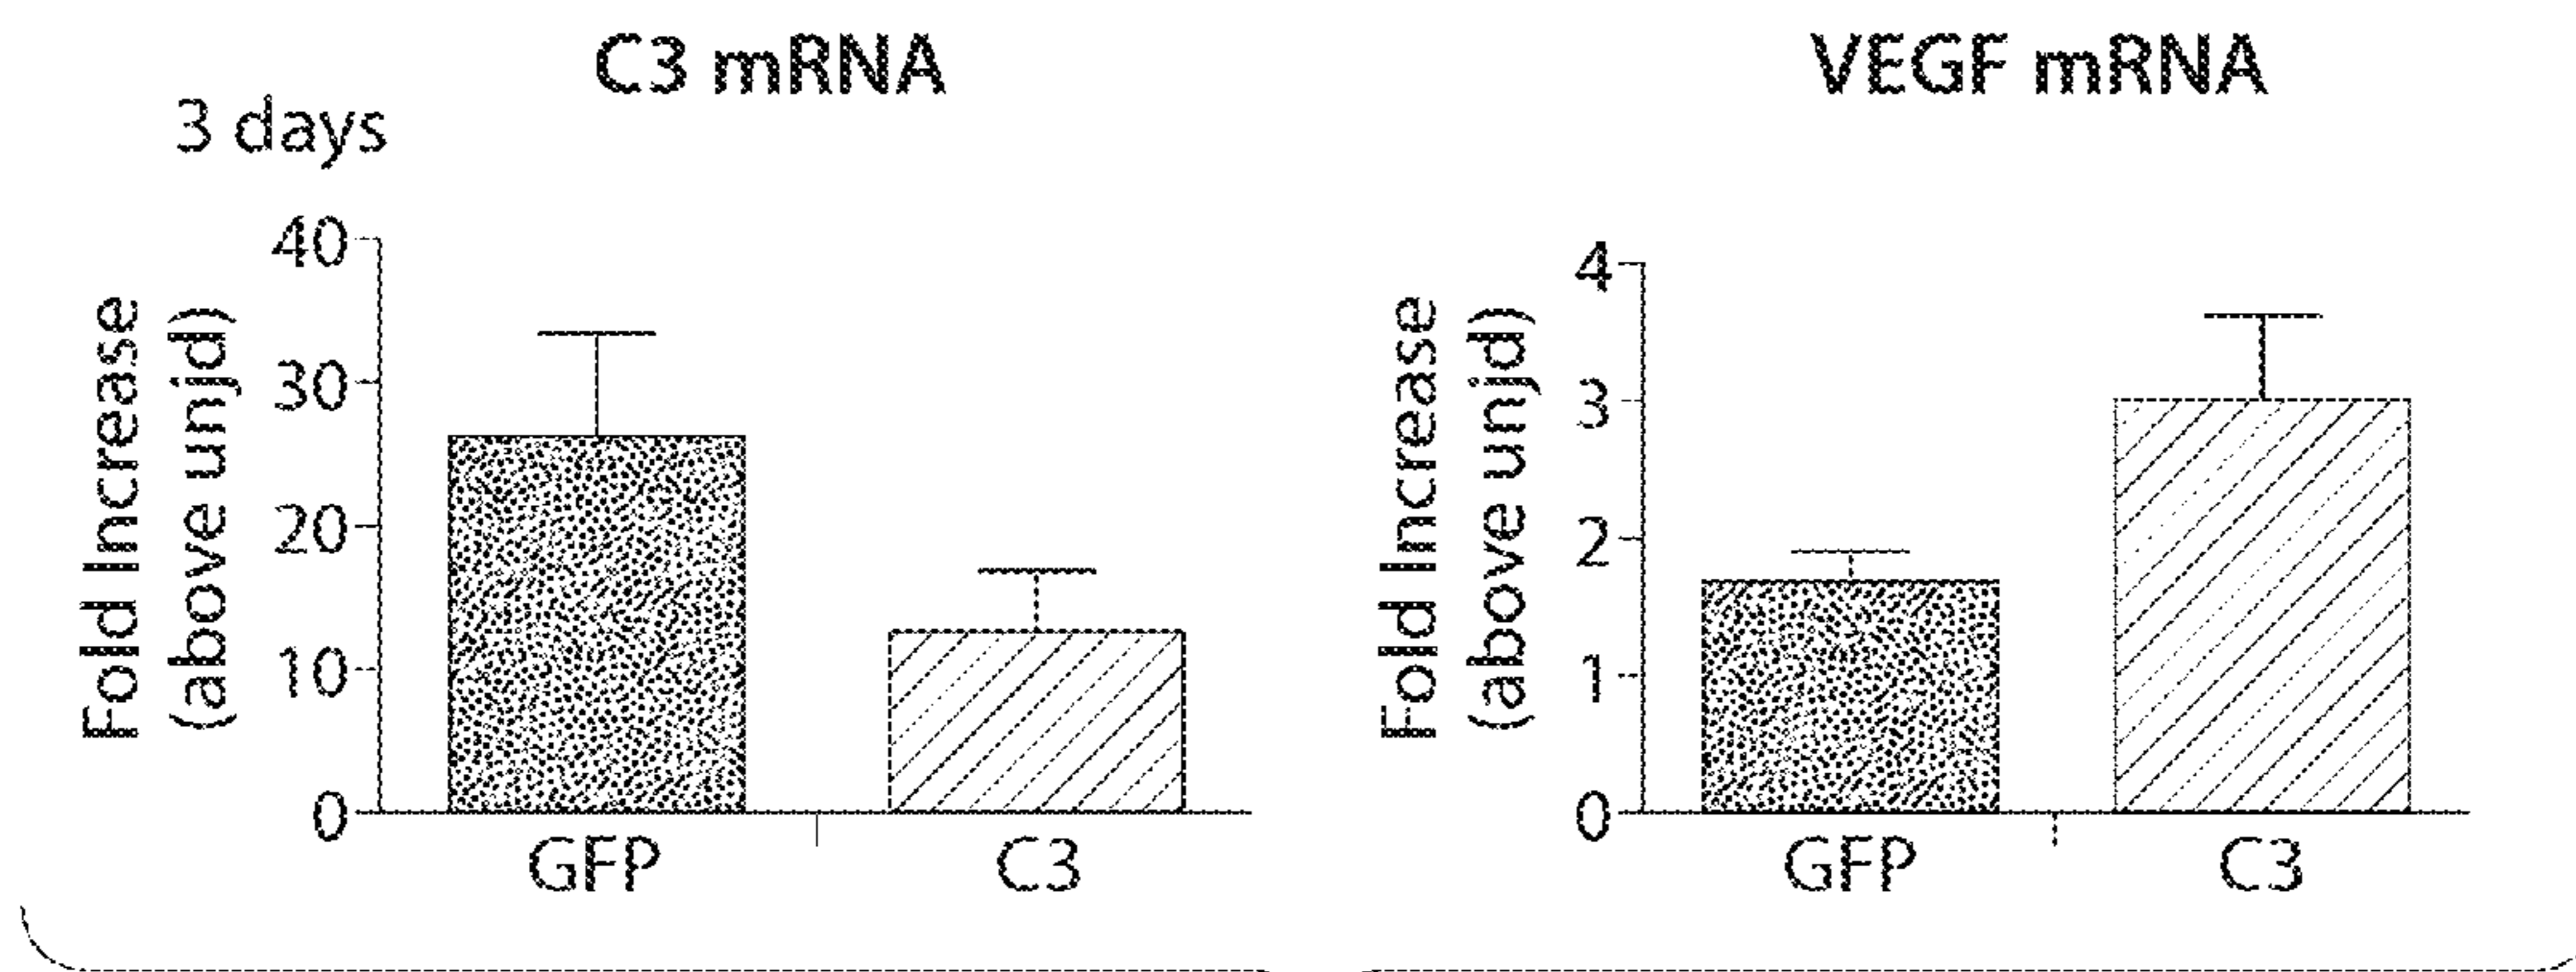 C3 mRNA
3 days
Fold Increase
(above unjd)
40
30
20
10
0
GFP C3
VEGF mRNA
Fold Increase
(above unjd)
4
3
2
1
0
GFP C3